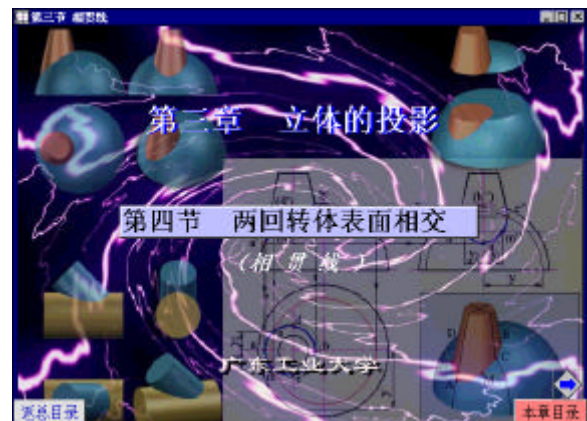 第三节 相贯线
第三章 立体的投影
第四节 两回转体表面相交
(相贯线)
广东工业大学
返总目录
本章目录